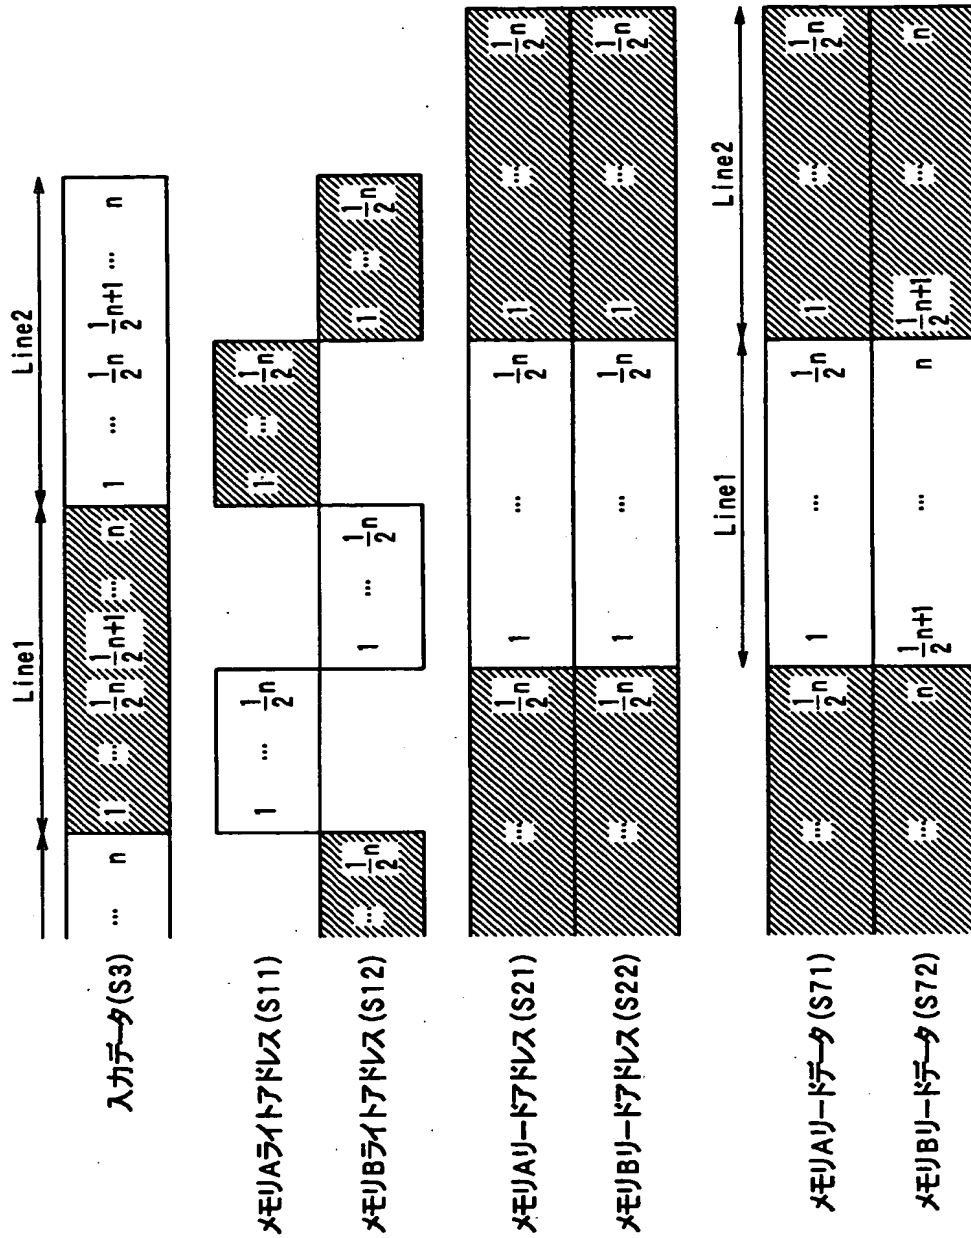 Line1 Line2
入力データ(S3) … n 1 … 1/2n 1/2n+1 … n 1 … 1/2n 1/2n+1 … n
メモリAライトアドレス(S11) 1 … 1/2n 1 … 1/2n
メモリBライトアドレス(S12) … 1/2n 1 … 1/2n 1 … 1/2n
メモリAリードアドレス(S21) … 1/2n 1 … 1/2n 1 … 1/2n
メモリBリードアドレス(S22) … 1/2n 1 … 1/2n 1 … 1/2n
Line1 Line2
メモリAリードデータ(S71) … 1/2n 1 … 1/2n 1 … 1/2n
メモリBリードデータ(S72) … n 1/2n+1 … n 1/2n+1 … n